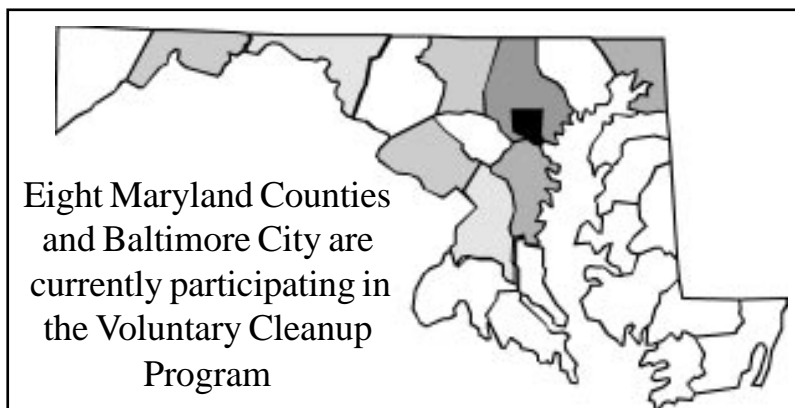 Eight Maryland Counties
and Baltimore City are
currently participating in
the Voluntary Cleanup
Program